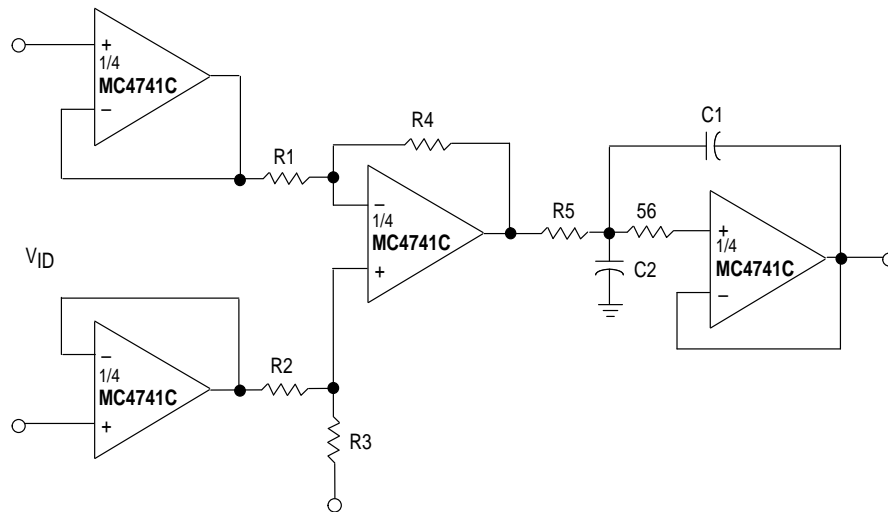 +
1/4
MC4741C
−
R1
R4
−
1/4
MC4741C
+
R5
C1
56
C2
+
1/4
MC4741C
−
VID
−
1/4
MC4741C
+
R2
R3